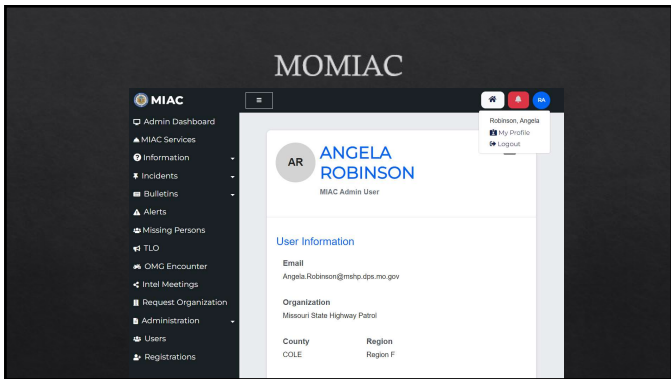 MOMIAC
MIAC
RA
Robinson, Angela
My Profile
Logout
Admin Dashboard
MIAC Services
Information
Incidents
Bulletins
Alerts
Missing Persons
TLO
OMG Encounter
Intel Meetings
Request Organization
Administration
Users
Registrations
AR
ANGELA
ROBINSON
MIAC Admin User
User Information
Email
Angela.Robinson@mshp.dps.mo.gov
Organization
Missouri State Highway Patrol
County Region
COLE Region F